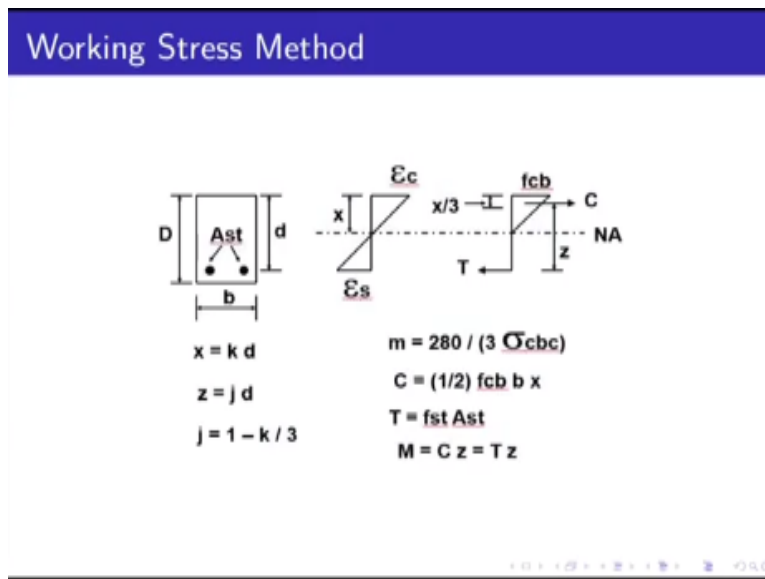 Working Stress Method
εc
fcb
x
x/3
C
D
Ast
d
NA
T
z
b
εs
x = k d
z = j d
j = 1 – k / 3
m = 280 / (3 σcbc)
C = (1/2) fcb b x
T = fst Ast
M = C z = T z